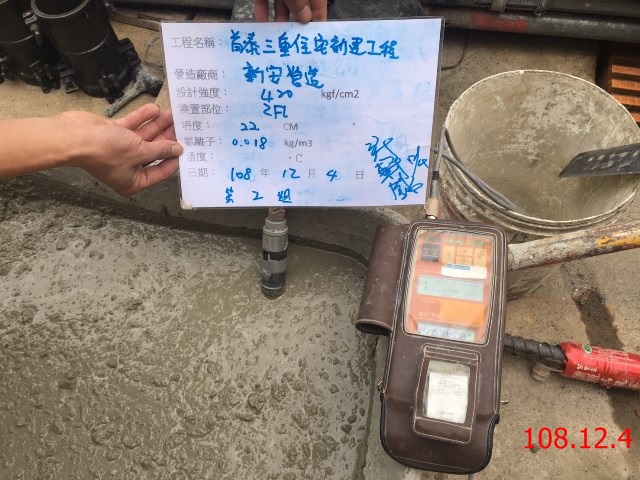 工程名稱： 首泰三重住宅新建工程
營造廠商： 新安營造
設計強度： 420 kgf/cm2
澆置部位： 2FL
坍度： 22 CM
氯離子： 0.018 kg/m3
溫度： °C
日期： 108 年 12 月 4 日
第 2 組
108.12.4